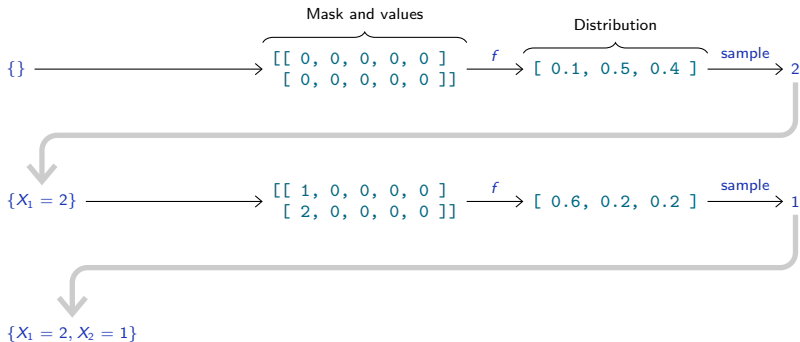 Mask and values
Distribution
{} [[ 0, 0, 0, 0, 0 ] f [ 0.1, 0.5, 0.4 ] sample 2
[ 0, 0, 0, 0, 0 ]]
{X₁ = 2} [[ 1, 0, 0, 0, 0 ] f [ 0.6, 0.2, 0.2 ] sample 1
[ 2, 0, 0, 0, 0 ]]
{X₁ = 2, X₂ = 1}